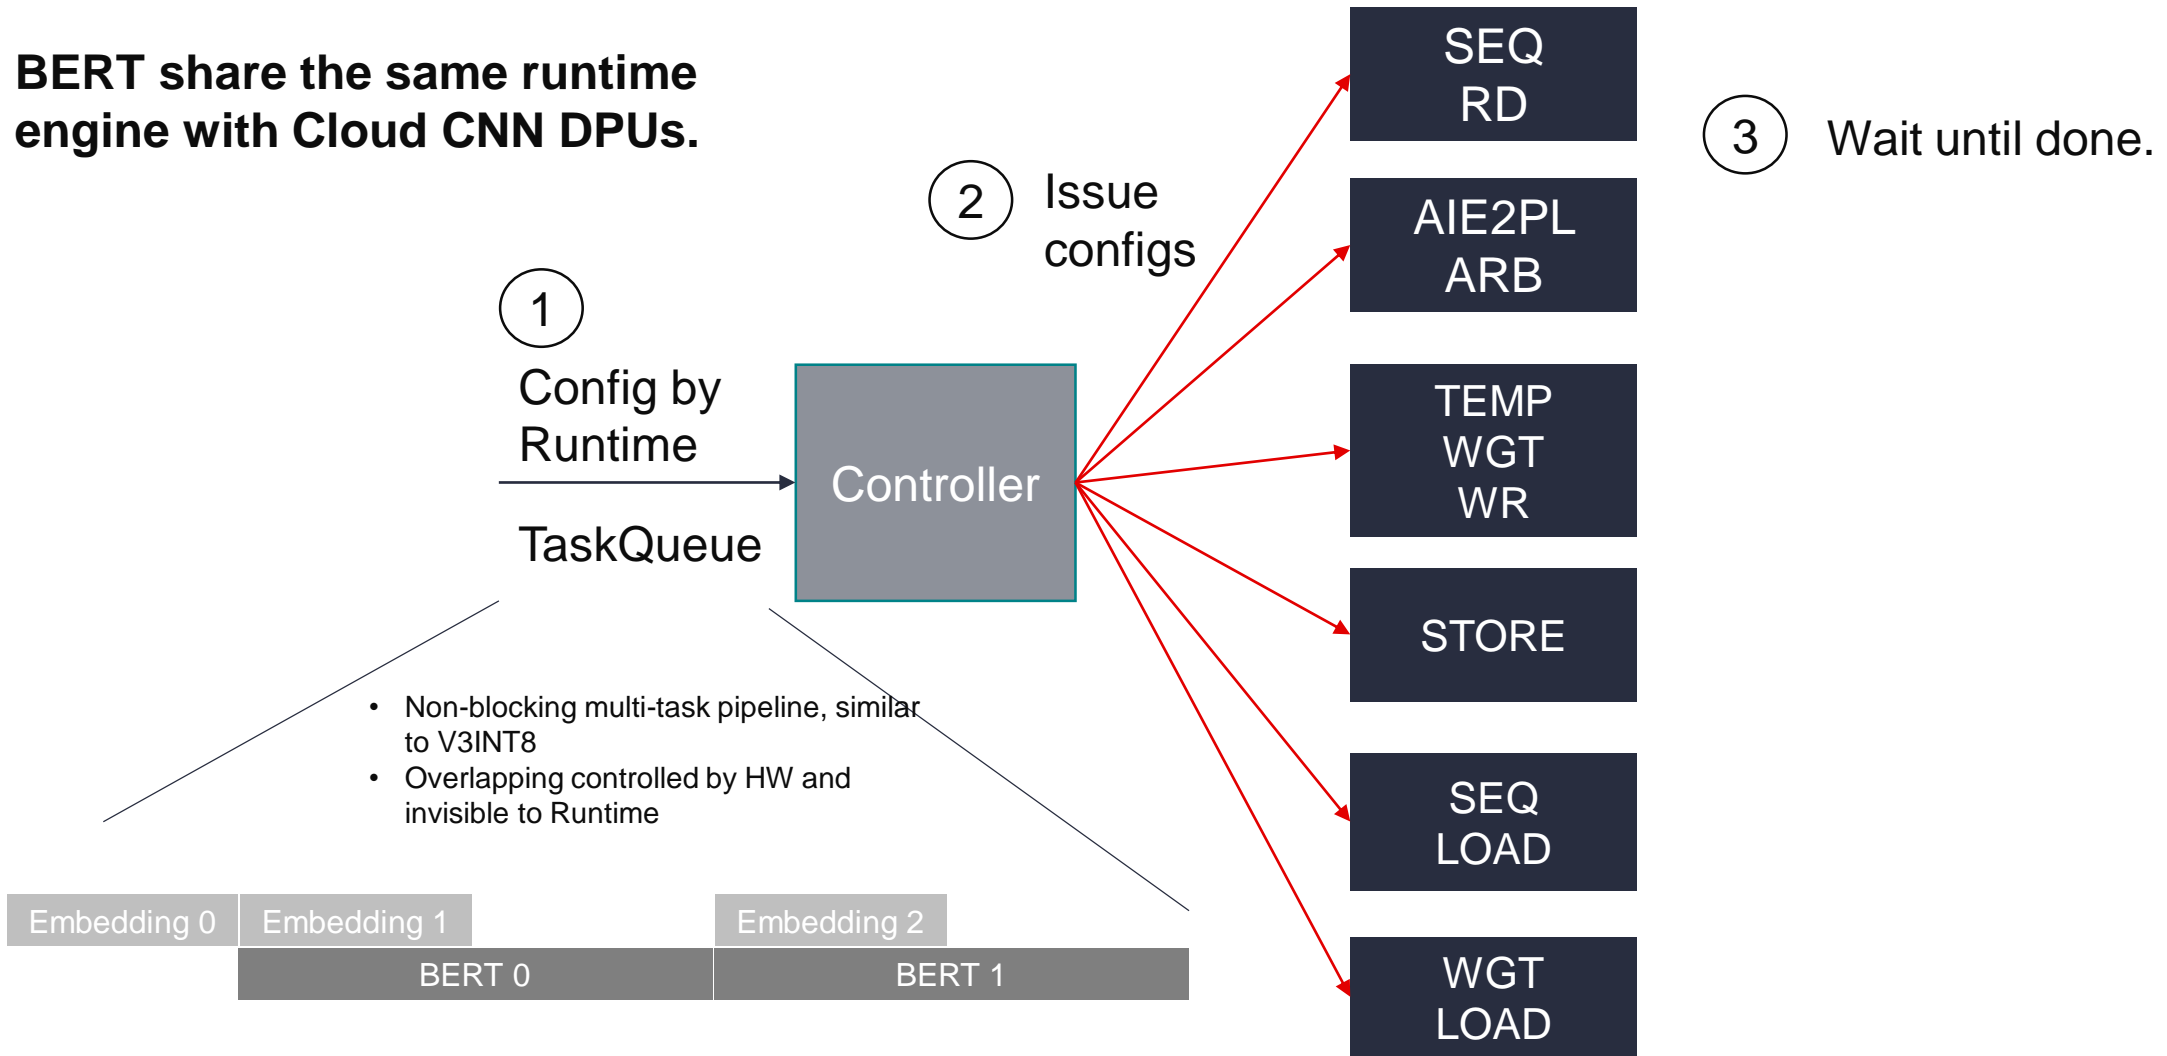 BERT share the same runtime
engine with Cloud CNN DPUs.
1
Config by
Runtime
TaskQueue
Controller
2
Issue
configs
SEQ
RD
AIE2PL
ARB
TEMP
WGT
WR
STORE
SEQ
LOAD
WGT
LOAD
3
Wait until done.
• Non-blocking multi-task pipeline, similar
to V3INT8
• Overlapping controlled by HW and
invisible to Runtime
Embedding 0
Embedding 1
Embedding 2
BERT 0
BERT 1